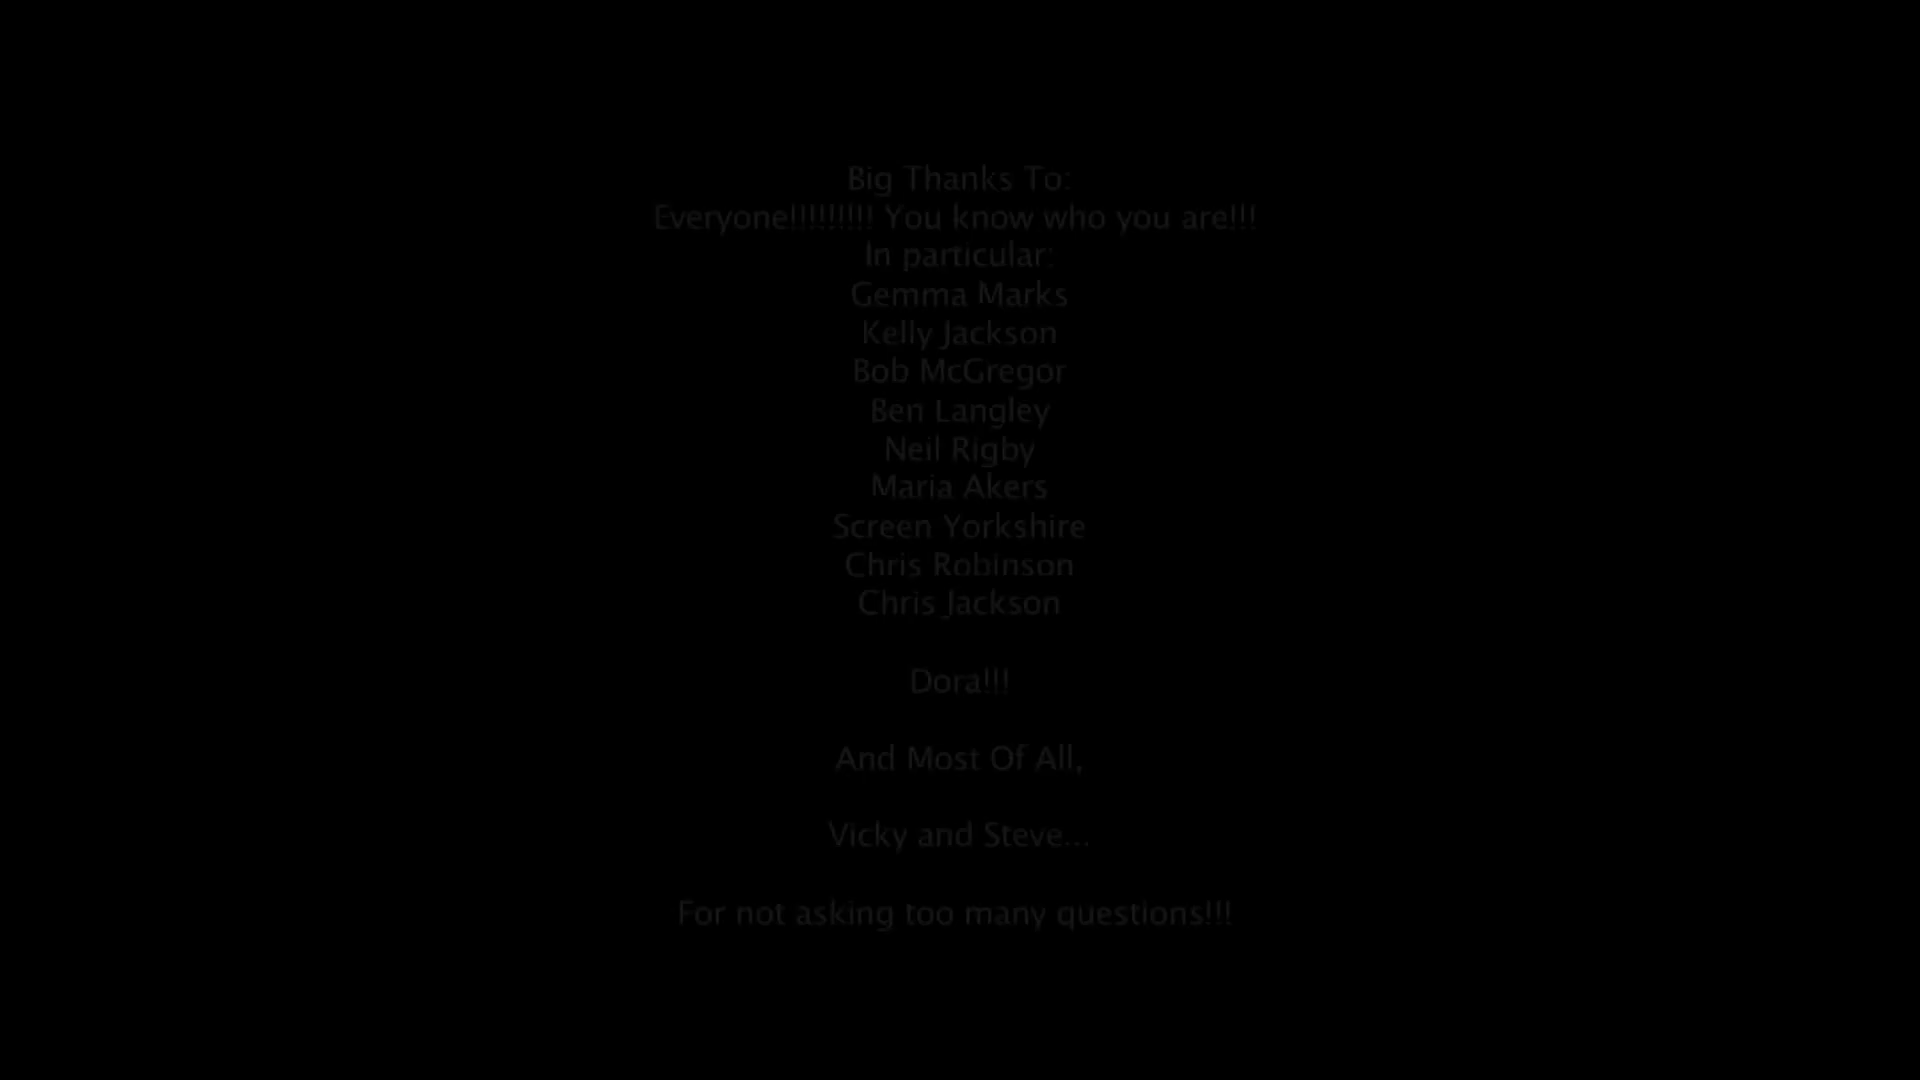 Big Thanks To:
Everyone!!!!!!!!! You know who you are!!!
In particular:
Gemma Marks
Kelly Jackson
Bob McGregor
Ben Langley
Neil Rigby
Maria Akers
Screen Yorkshire
Chris Robinson
Chris Jackson
Dora!!!
And Most Of All,
Vicky and Steve...
For not asking too many questions!!!